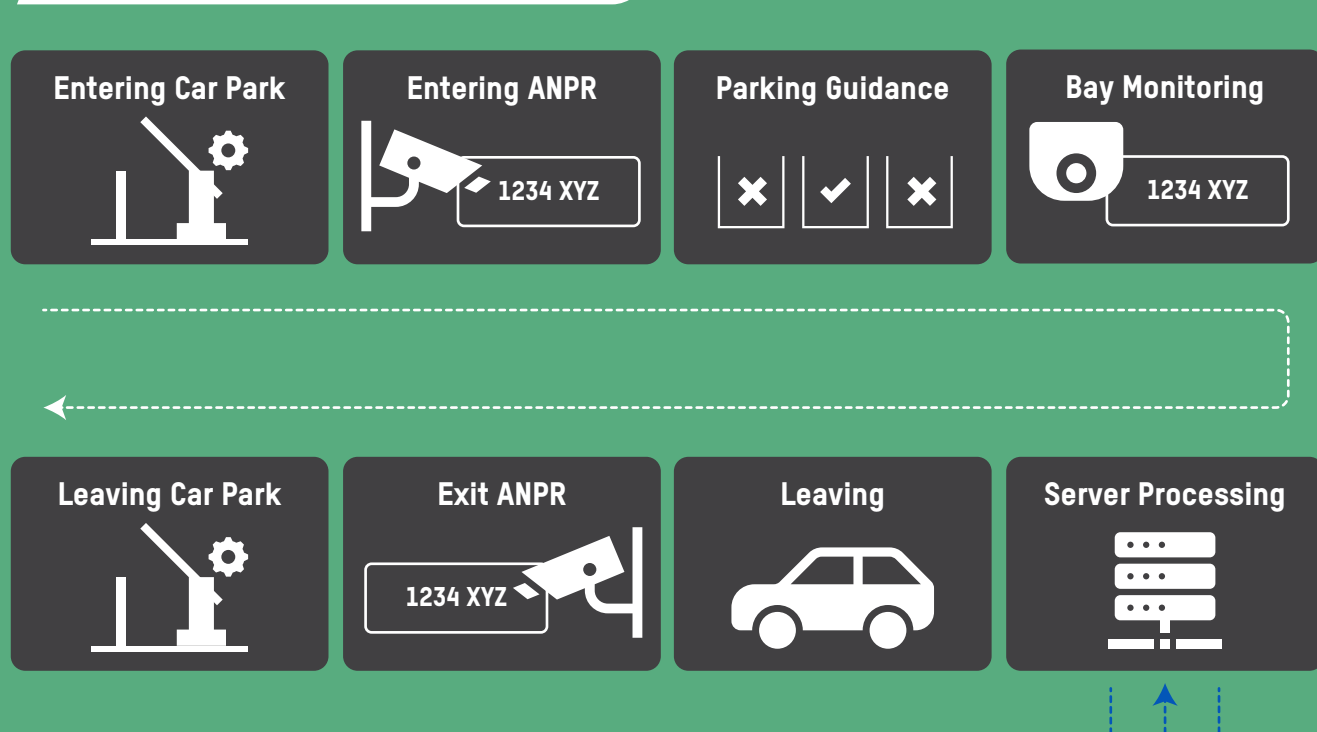 Entering Car Park
Entering ANPR
1234 XYZ
Parking Guidance
Bay Monitoring
1234 XYZ
Leaving Car Park
Exit ANPR
1234 XYZ
Leaving
Server Processing